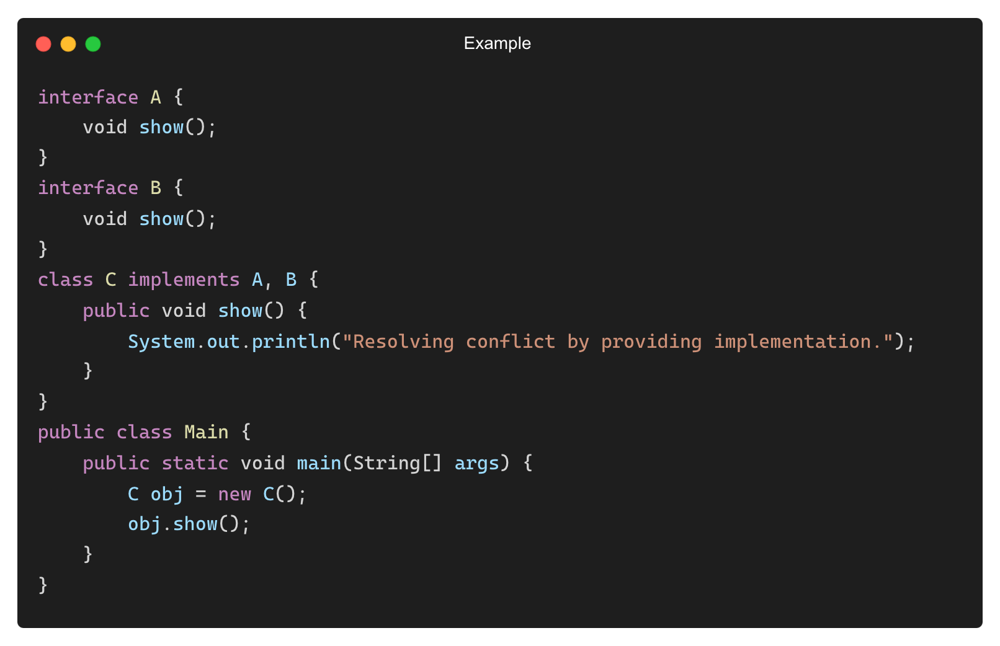 Example
interface A {
    void show();
}
interface B {
    void show();
}
class C implements A, B {
    public void show() {
        System.out.println("Resolving conflict by providing implementation.");
    }
}
public class Main {
    public static void main(String[] args) {
        C obj = new C();
        obj.show();
    }
}